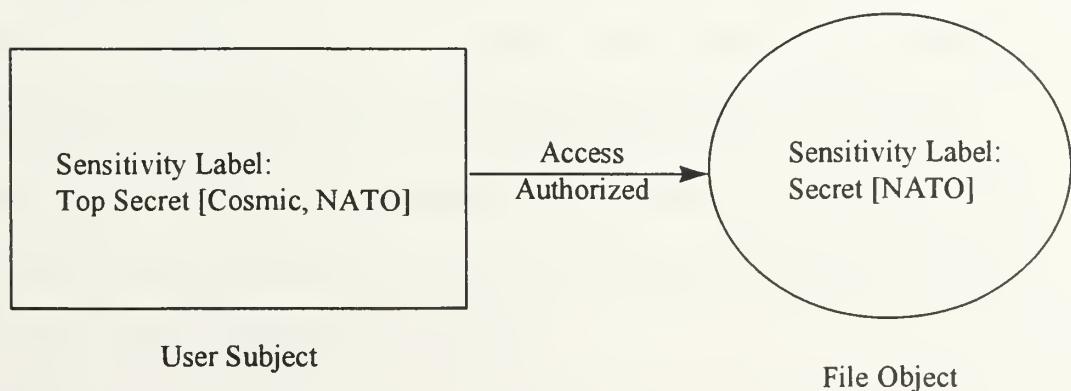 Sensitivity Label:
Top Secret [Cosmic, NATO]
Access
Authorized
Sensitivity Label:
Secret [NATO]
User Subject
File Object